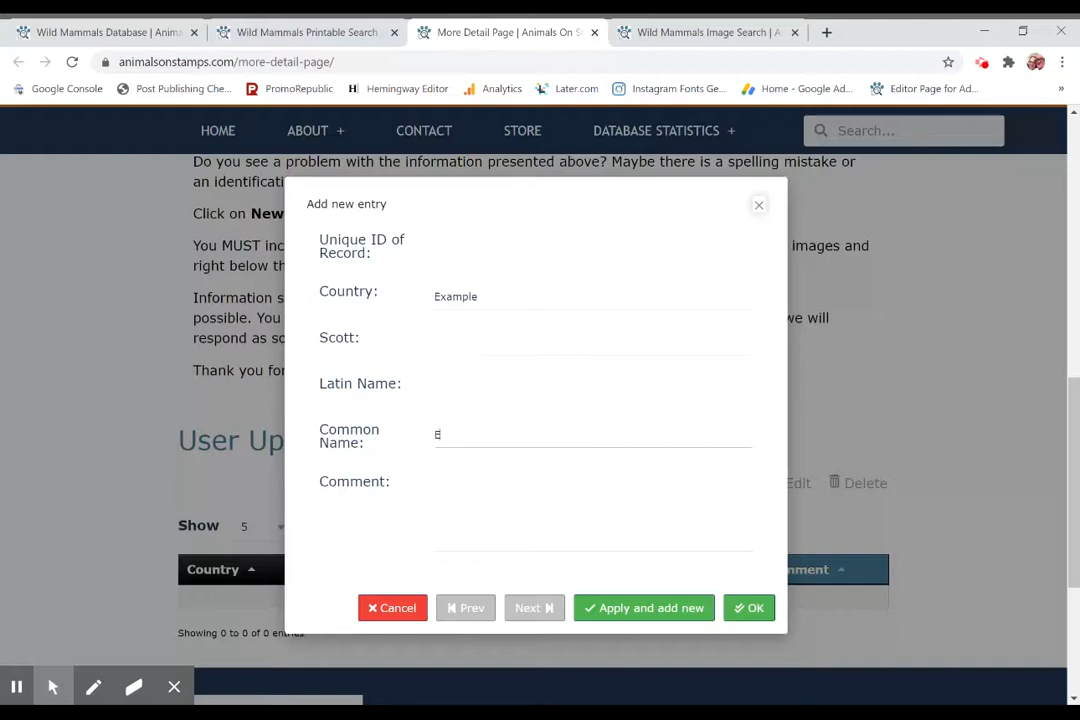 Wild Mammals Database | Anima
Wild Mammals Printable Search
More Detail Page | Animals On S
Wild Mammals Image Search | A
animalsonstamps.com/more-detail-page/
Google Console
Post Publishing Che...
PromoRepublic
H Hemingway Editor
Analytics
Later.com
Instagram Fonts Ge...
Home - Google Ad...
Editor Page for Ad...
»
HOME
ABOUT +
CONTACT
STORE
DATABASE STATISTICS +
Search...
Do you see a problem with the information presented above? Maybe there is a spelling mistake or
an identificati
Click on New
You MUST inc images and
right below th
Information s
possible. You we will
respond as so
Thank you for
Add new entry
Unique ID of
Record:
Country: Example
Scott:
Latin Name:
Common
Name: E
Comment:
Cancel
Prev
Next
Apply and add new
OK
User Up
Edit
Delete
Show 5
Country
mment
Showing 0 to 0 of 0 entries